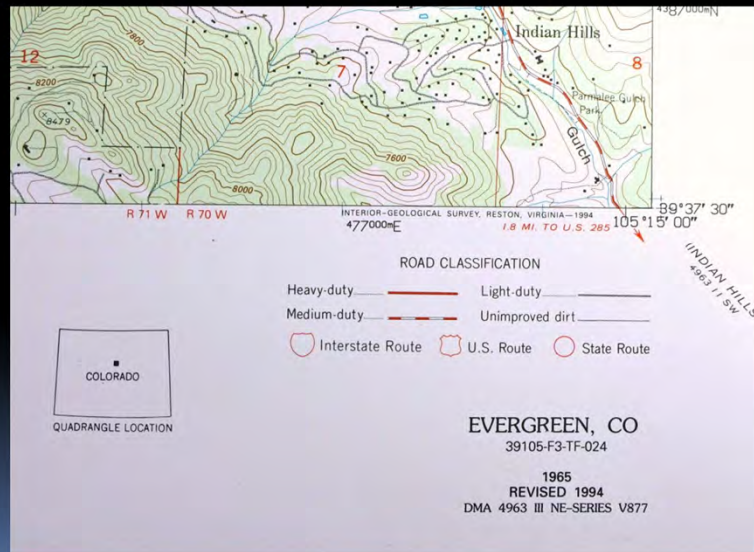 4387000mN
Indian Hills
7800
12
7
8
8200
Parmalee Gulch
Park
8479
Gulch
7600
8000
R 71 W R 70 W
INTERIOR-GEOLOGICAL SURVEY, RESTON, VIRGINIA—1994
39° 37' 30"
477000mE
1.8 MI. TO U.S. 285
105° 15' 00"
(INDIAN HILLS
4963 II SW
ROAD CLASSIFICATION
Heavy-duty
Light-duty
Medium-duty
Unimproved dirt
Interstate Route
U.S. Route
State Route
COLORADO
QUADRANGLE LOCATION
EVERGREEN, CO
39105-F3-TF-024
1965
REVISED 1994
DMA 4963 III NE-SERIES V877